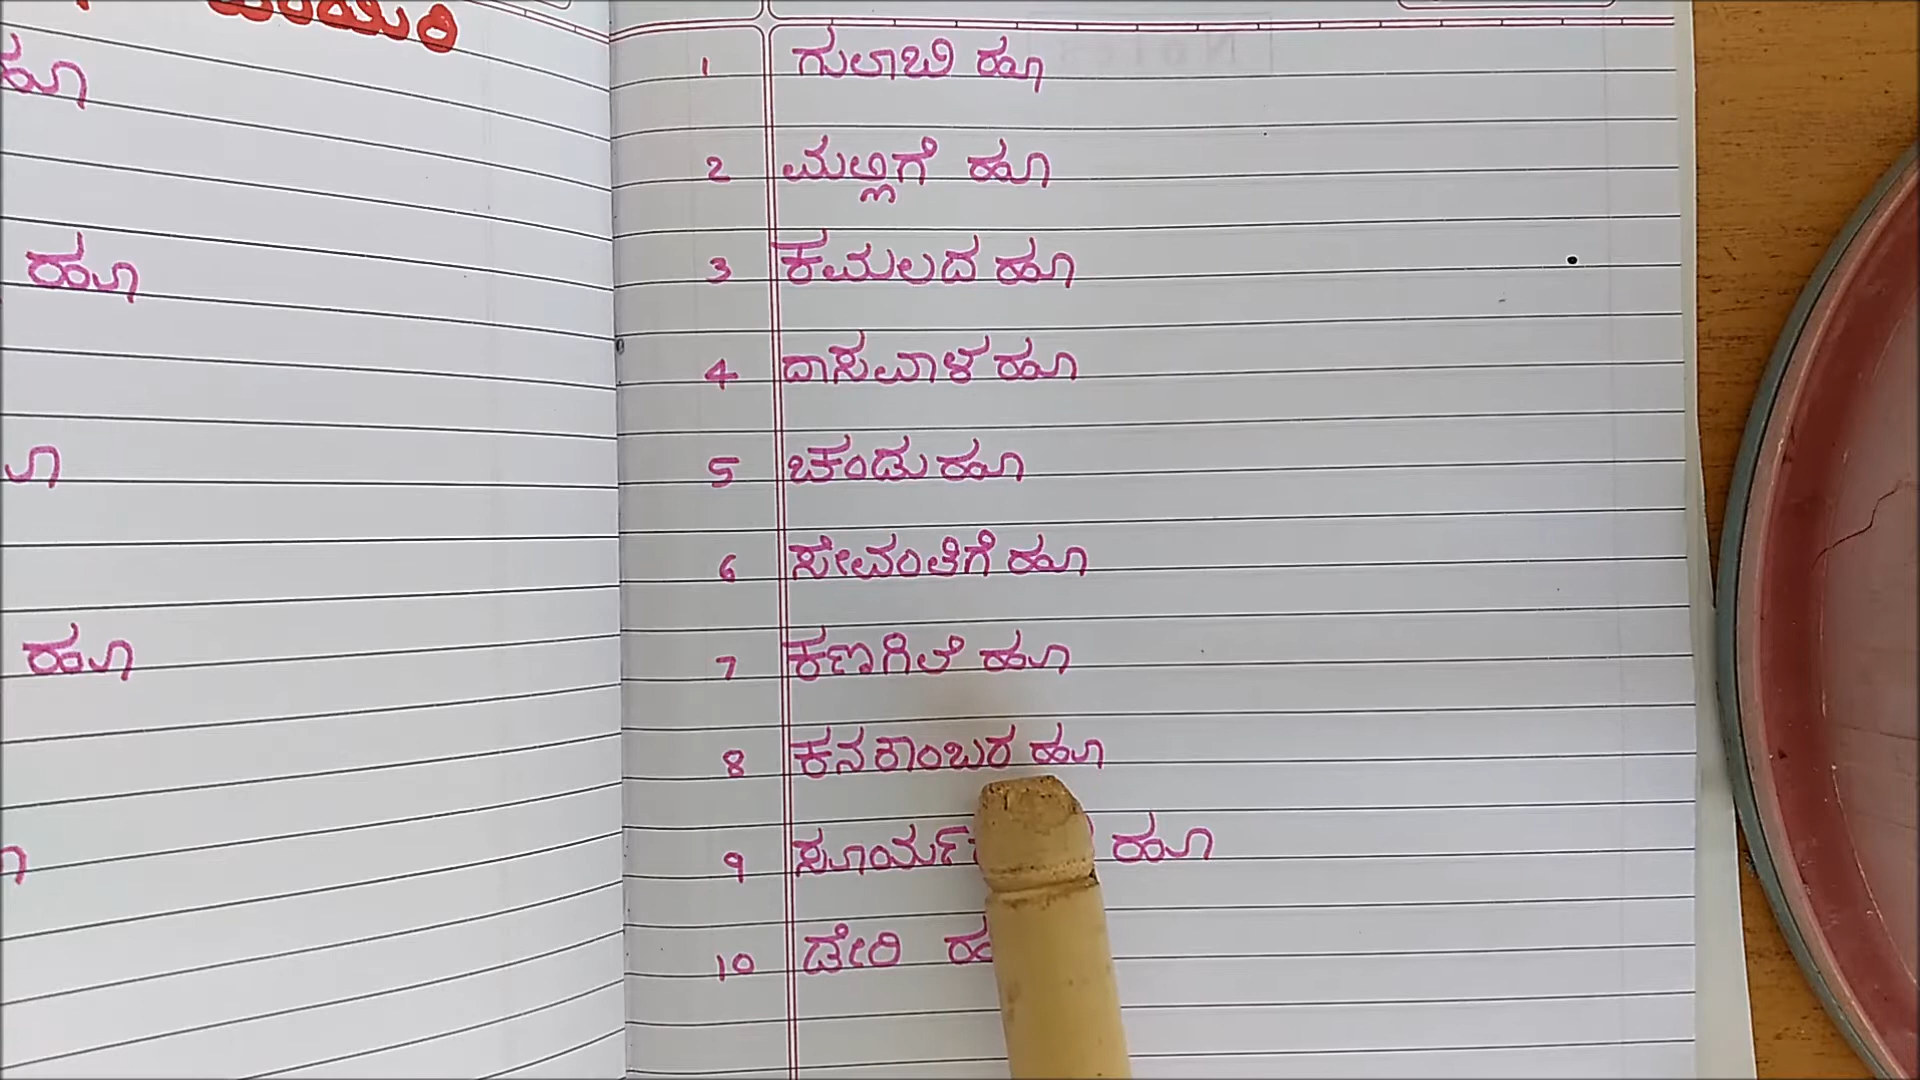 ಹೂ
ಹೂ
ಹೂ
1 ಗುಲಾಬಿ ಹೂ
2 ಮಲ್ಲಿಗೆ ಹೂ
3 ಕಮಲದ ಹೂ
4 ದಾಸವಾಳ ಹೂ
5 ಚಂಡು ಹೂ
6 ಸೇವಂತಿಗೆ ಹೂ
7 ಕಣಗಿಲೆ ಹೂ
8 ಕನಕಾಂಬರ ಹೂ
9 ಹೂ
10 ಡೇರಿ